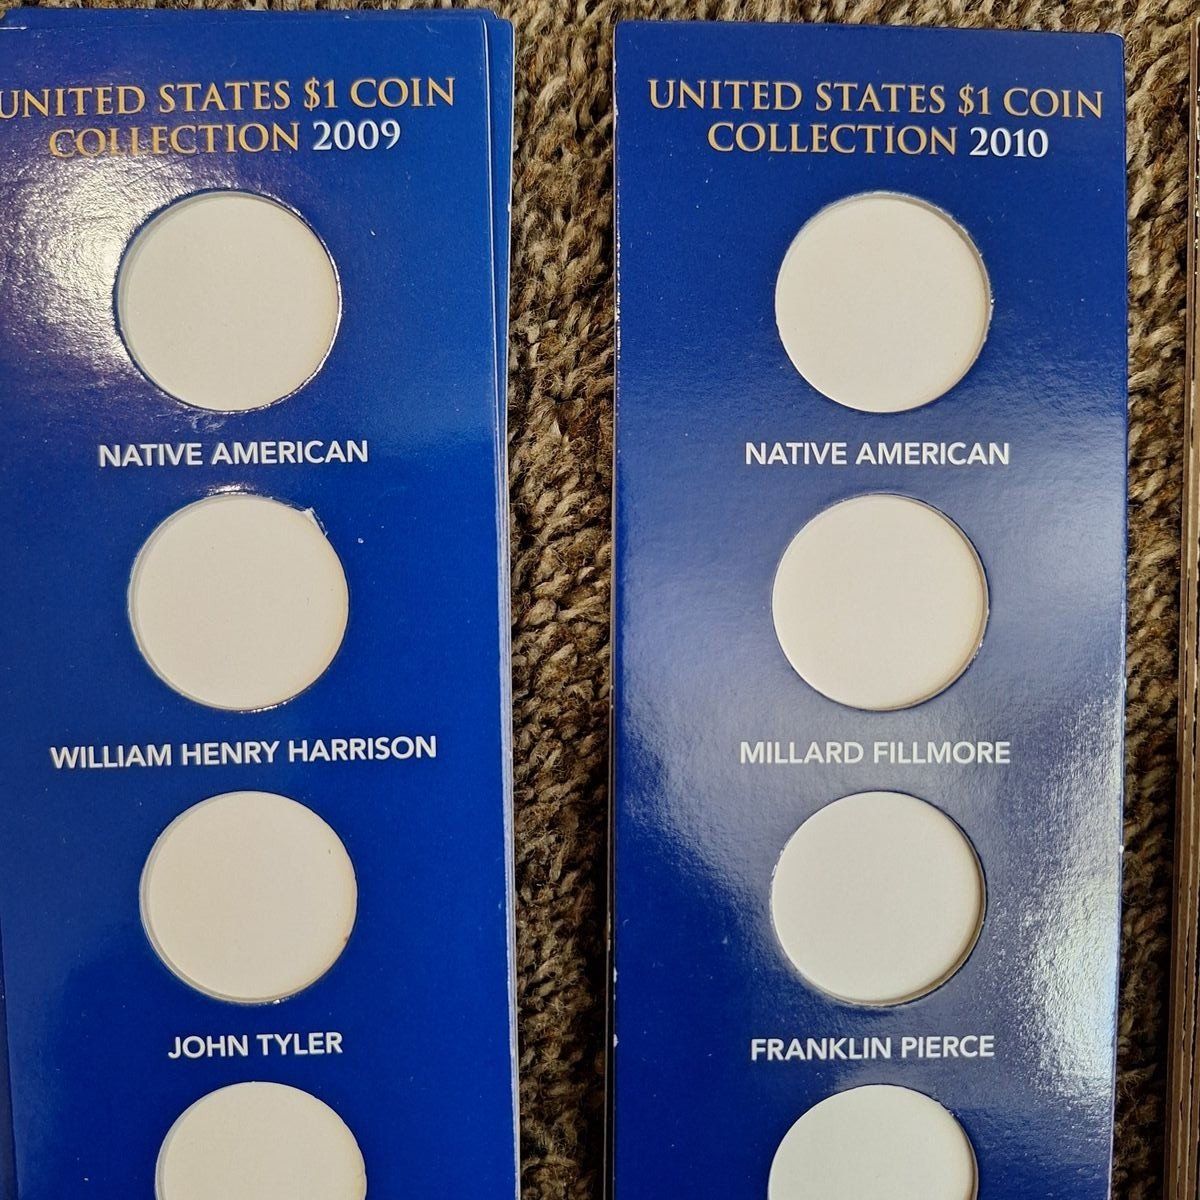 UNITED STATES $1 COIN
COLLECTION 2009
NATIVE AMERICAN
WILLIAM HENRY HARRISON
JOHN TYLER
UNITED STATES $1 COIN
COLLECTION 2010
NATIVE AMERICAN
MILLARD FILLMORE
FRANKLIN PIERCE